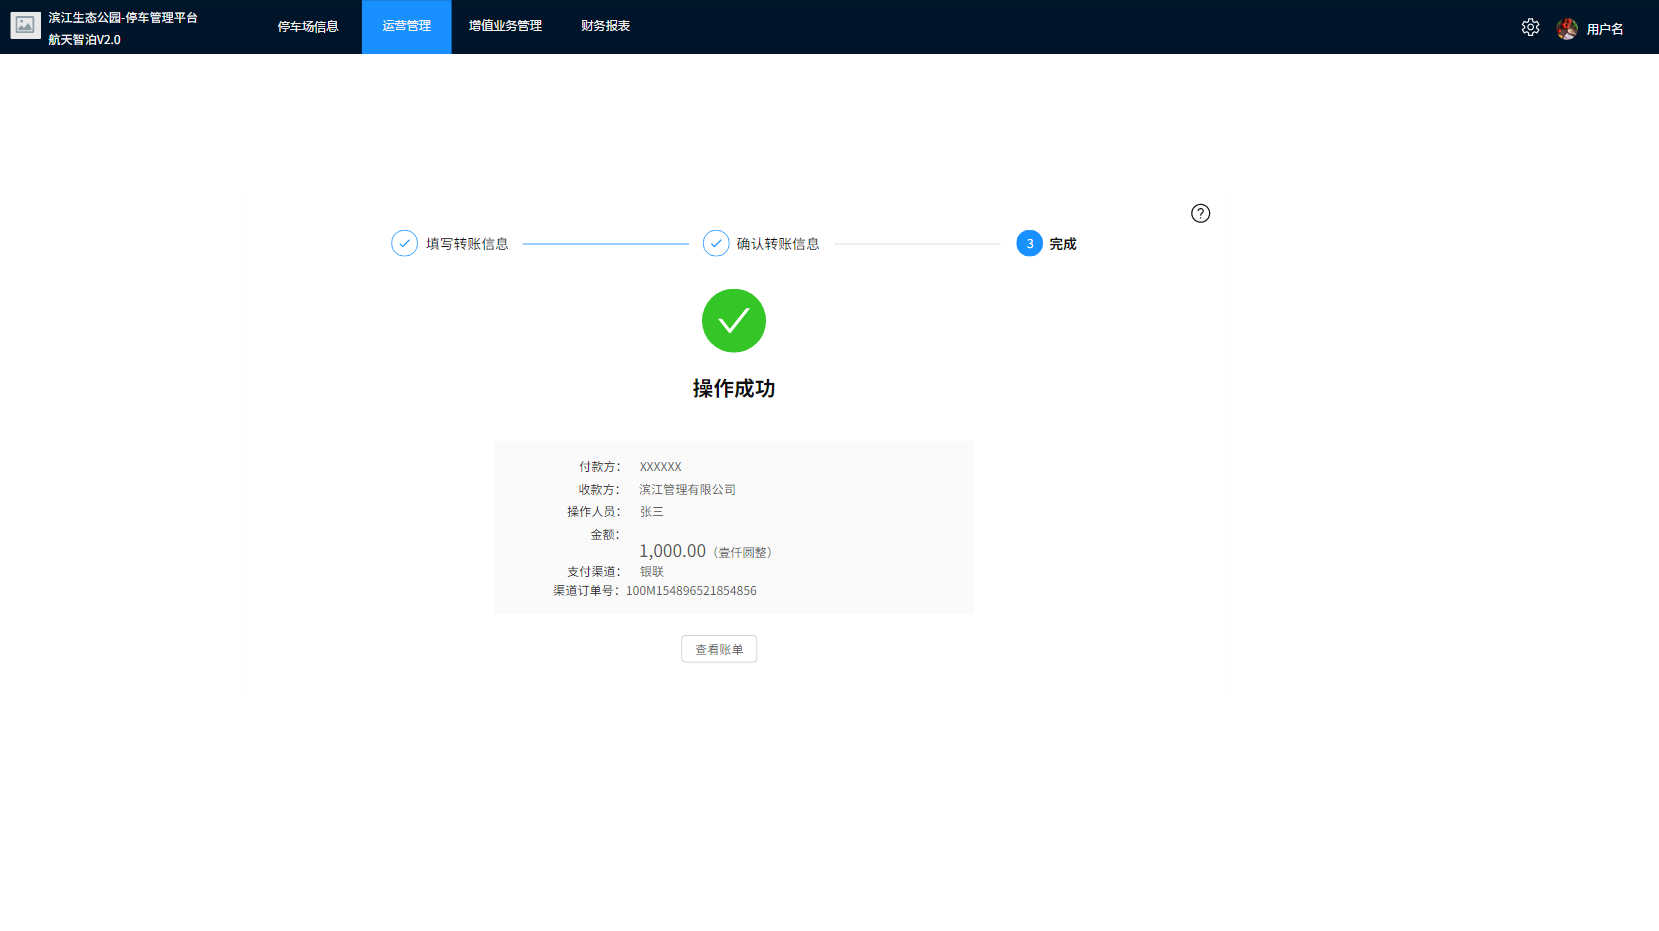 滨江生态公园-停车管理平台
航天智泊V2.0
停车场信息
运营管理
增值业务管理
财务报表
用户名
?
填写转账信息
确认转账信息
3 完成
操作成功
付款方： XXXXXX
收款方： 滨江管理有限公司
操作人员： 张三
金额：
1,000.00（壹仟圆整）
支付渠道： 银联
渠道订单号：100M154896521854856
查看账单